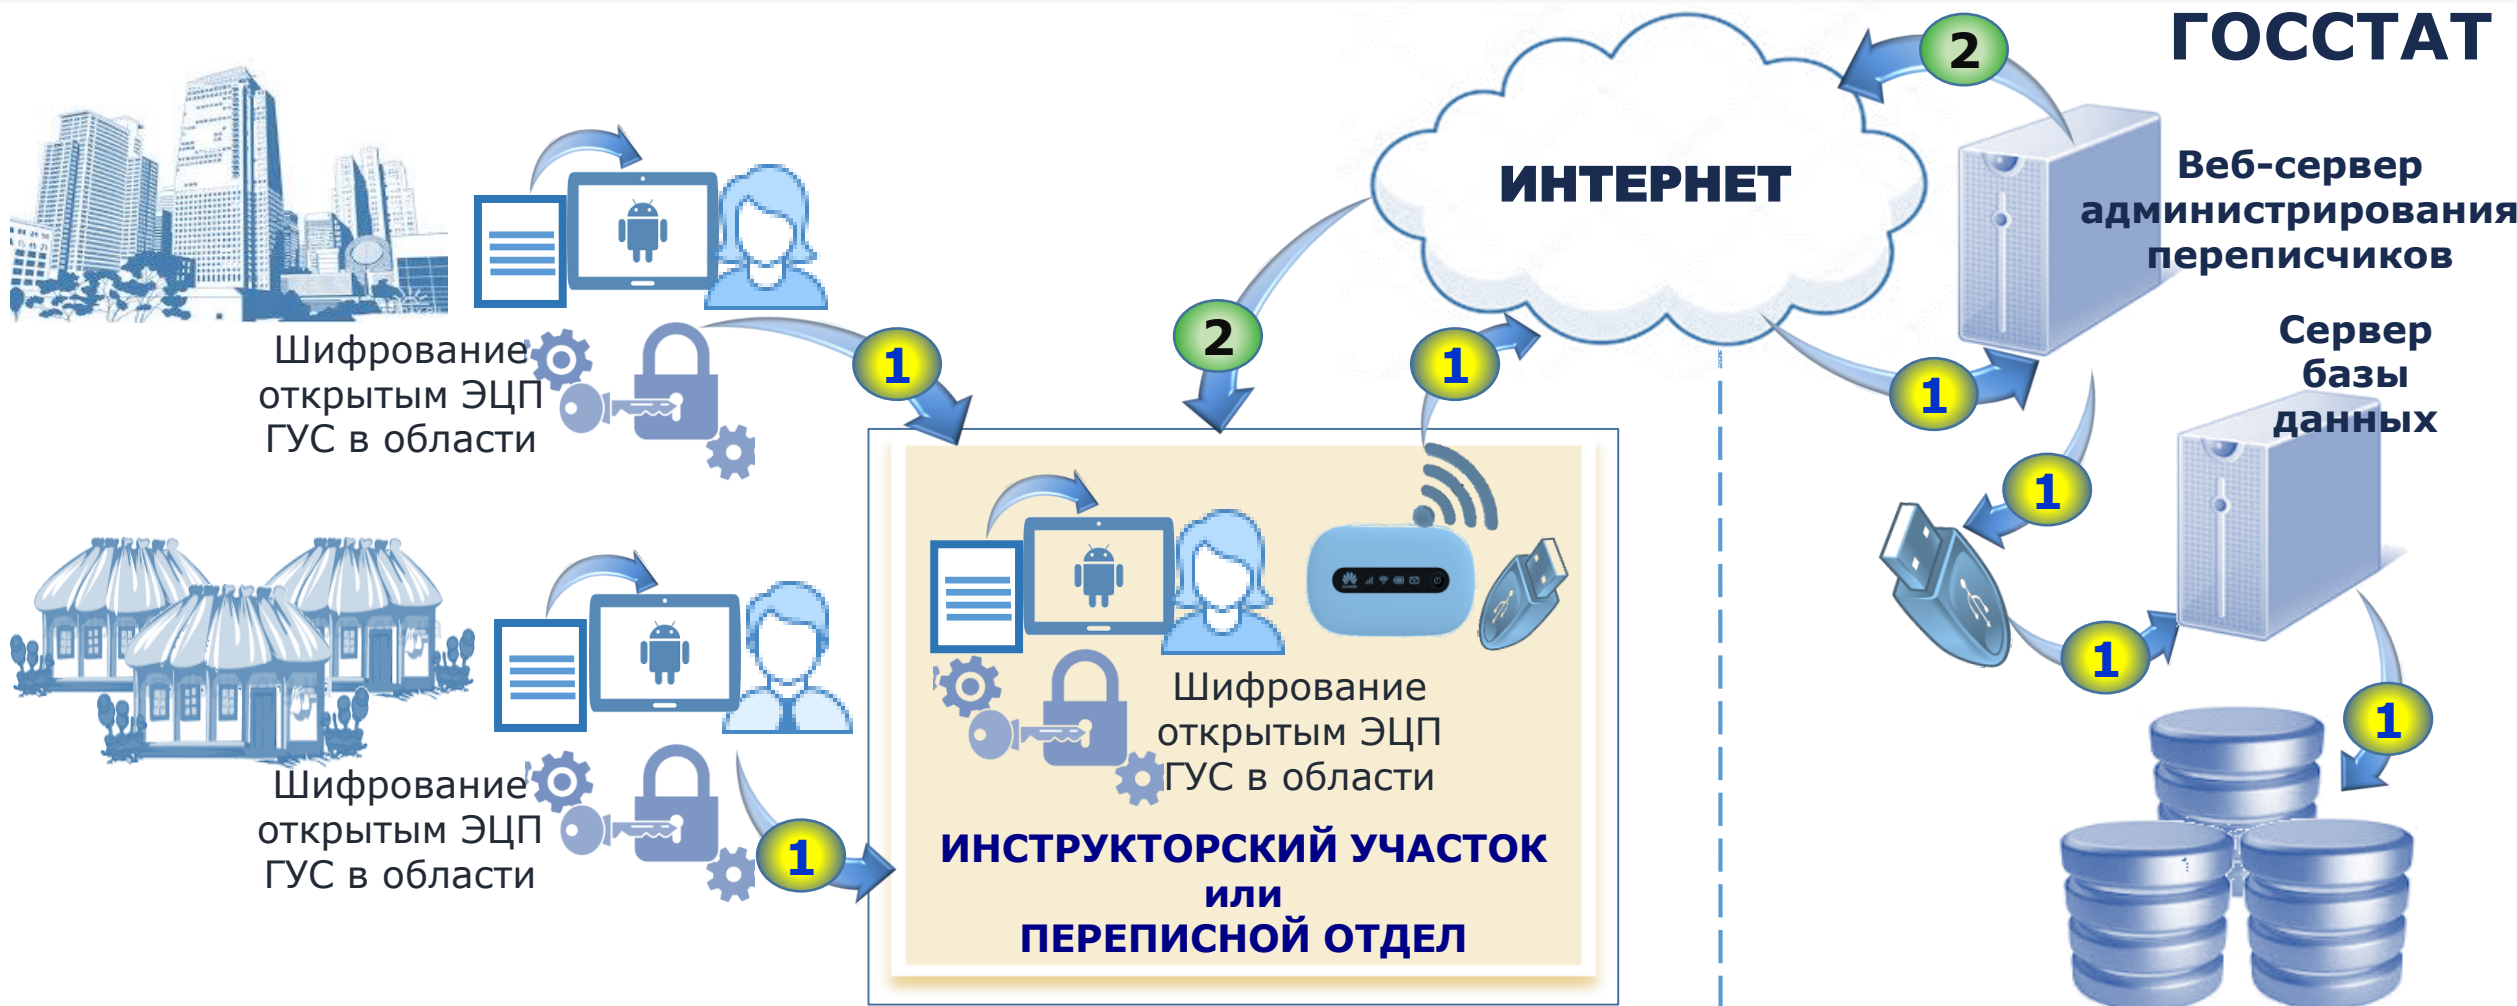 ГОССТАТ
2
ИНТЕРНЕТ
Веб-сервер
администрирования
переписчиков
Шифрование
открытым ЭЦП
ГУС в области
1
2
1
1
Сервер
базы
данных
1
1
1
Шифрование
открытым ЭЦП
ГУС в области
Шифрование
открытым ЭЦП
ГУС в области
1
ИНСТРУКТОРСКИЙ УЧАСТОК
или
ПЕРЕПИСНОЙ ОТДЕЛ